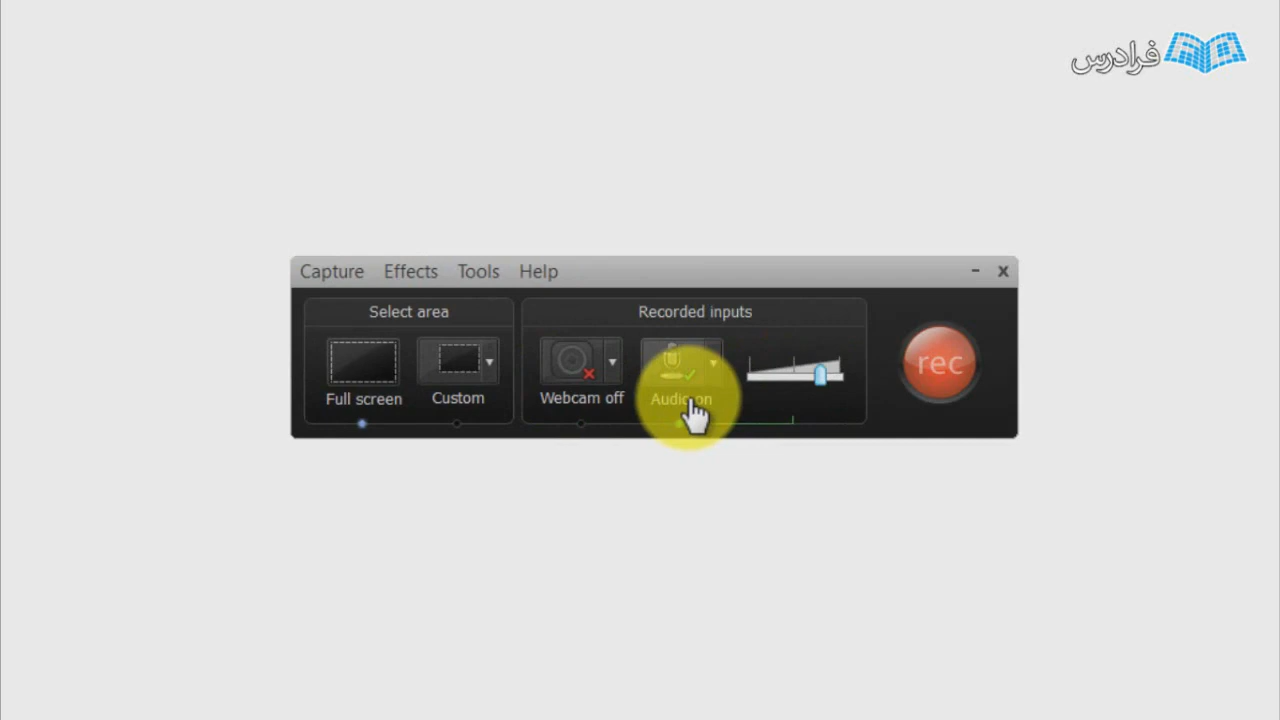 فرادرس
Capture Effects Tools Help
Select area
Recorded inputs
Full screen
Custom
Webcam off
Audio on
rec